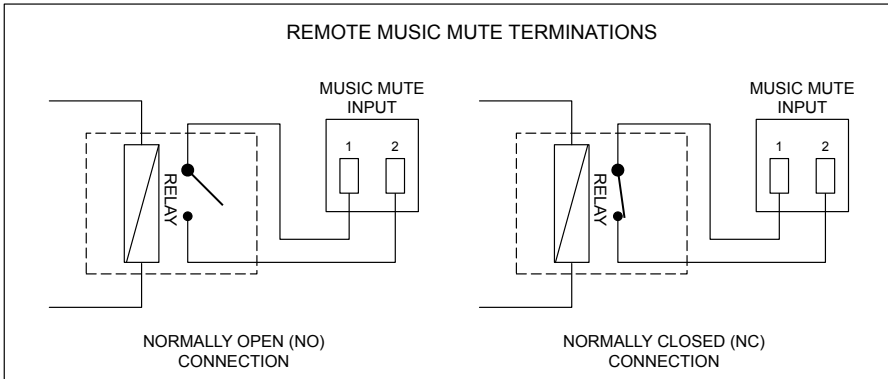 REMOTE MUSIC MUTE TERMINATIONS
MUSIC MUTE
INPUT
1 2
RELAY
NORMALLY OPEN (NO)
CONNECTION
MUSIC MUTE
INPUT
1 2
RELAY
NORMALLY CLOSED (NC)
CONNECTION